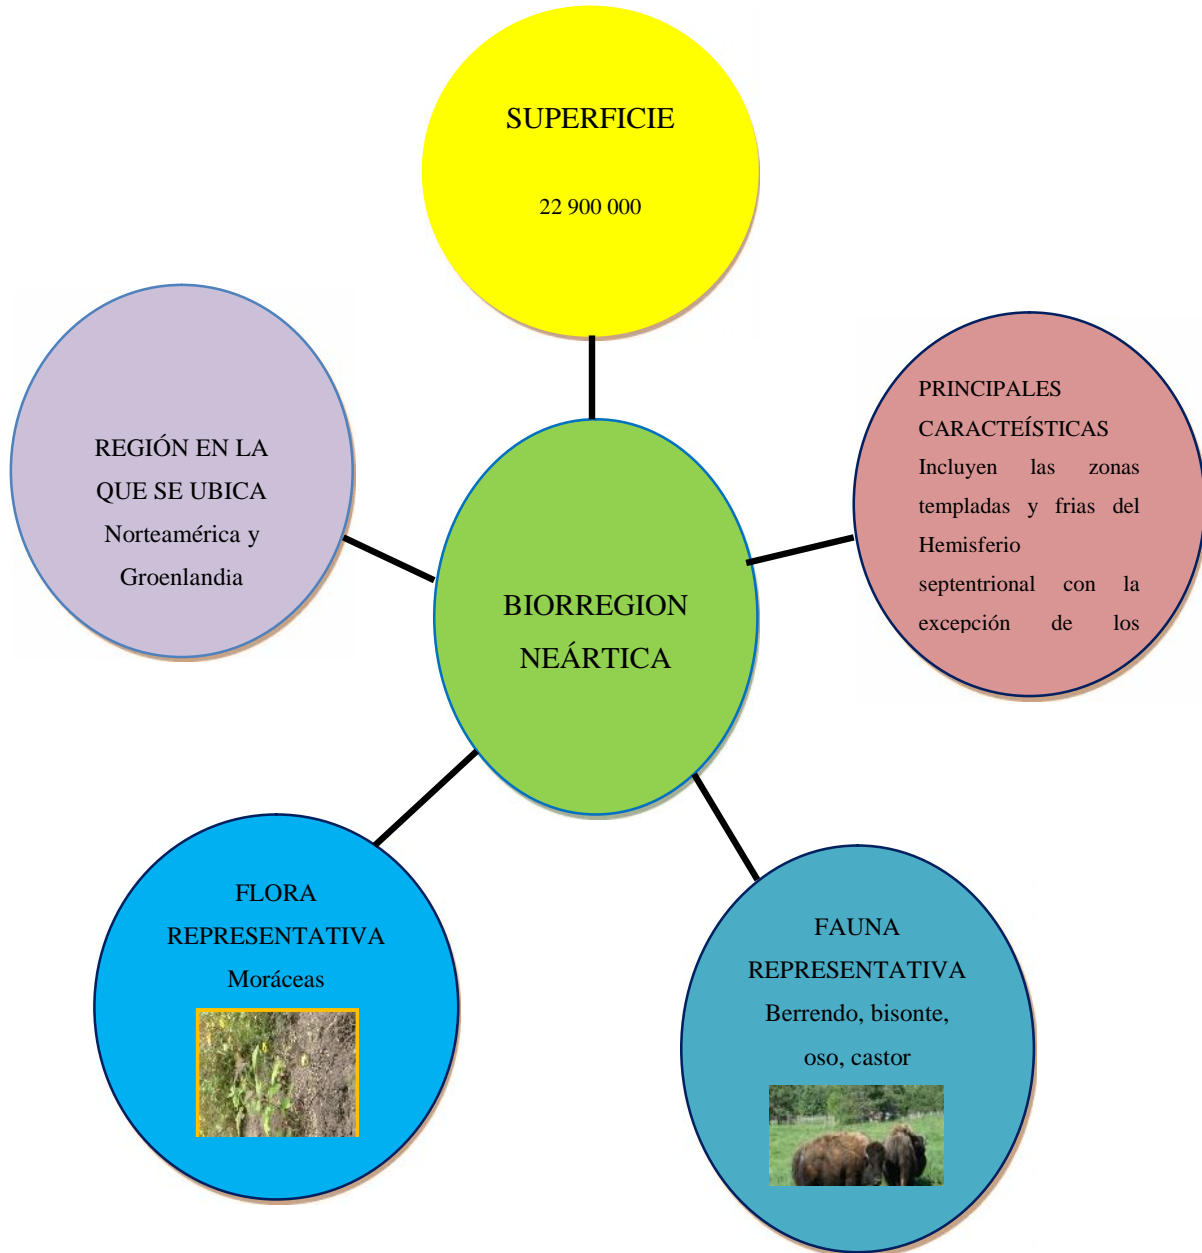 SUPERFICIE
22 900 000
REGIÓN EN LA
QUE SE UBICA
Norteamérica y
Groenlandia
PRINCIPALES
CARACTEÍSTICAS
Incluyen las zonas
templadas y frias del
Hemisferio
septentrional con la
excepción de los
BIORREGION
NEÁRTICA
FLORA
REPRESENTATIVA
Moráceas
FAUNA
REPRESENTATIVA
Berrendo, bisonte,
oso, castor